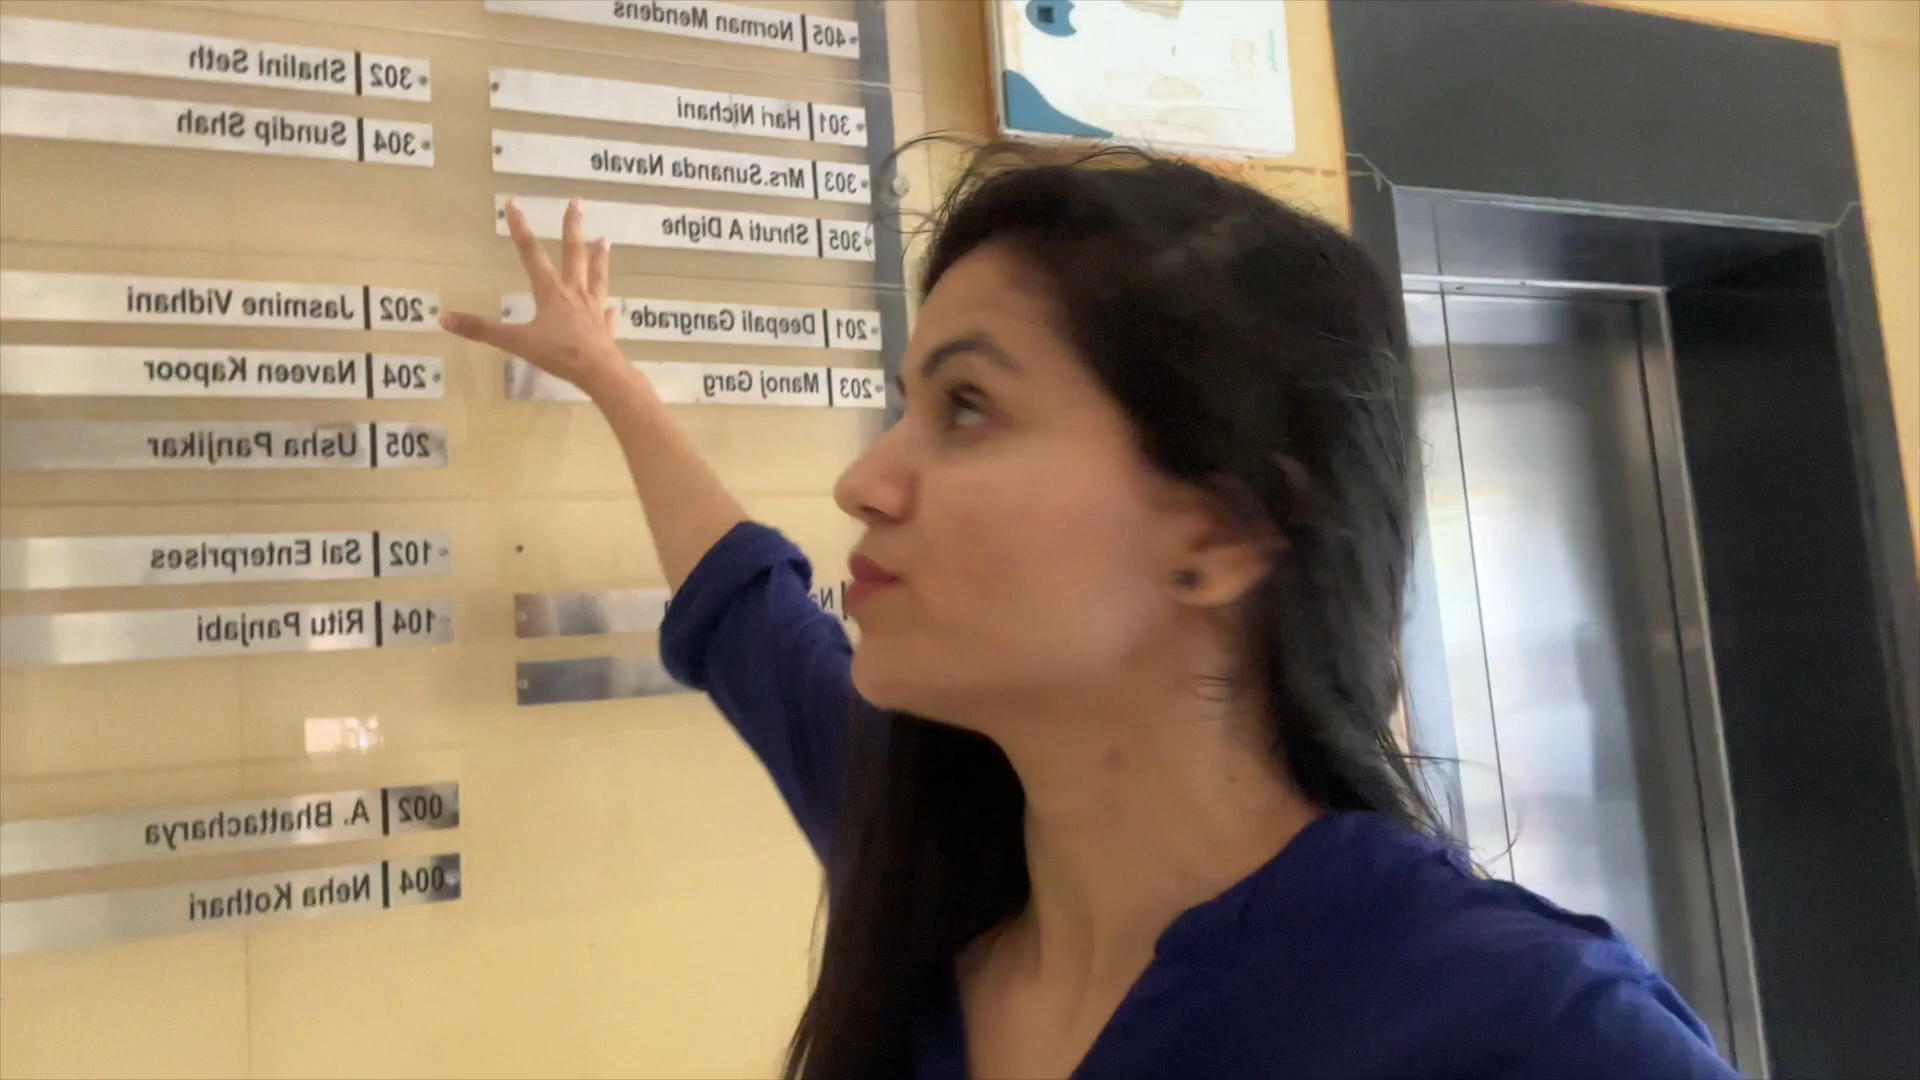 405 | Norman Mendens
301 | Hari Nichani
302 | Shalini Seth
303 | Mrs.Sunanda Navale
304 | Sundip Shah
305 | Shruti A Dighe
201 | Deepali Gangrade
202 | Jasmine Vidhani
203 | Manoj Garg
204 | Naveen Kapoor
205 | Usha Panjikar
102 | Sai Enterprises
104 | Ritu Panjabi
002 | A. Bhattacharya
004 | Neha Kothari